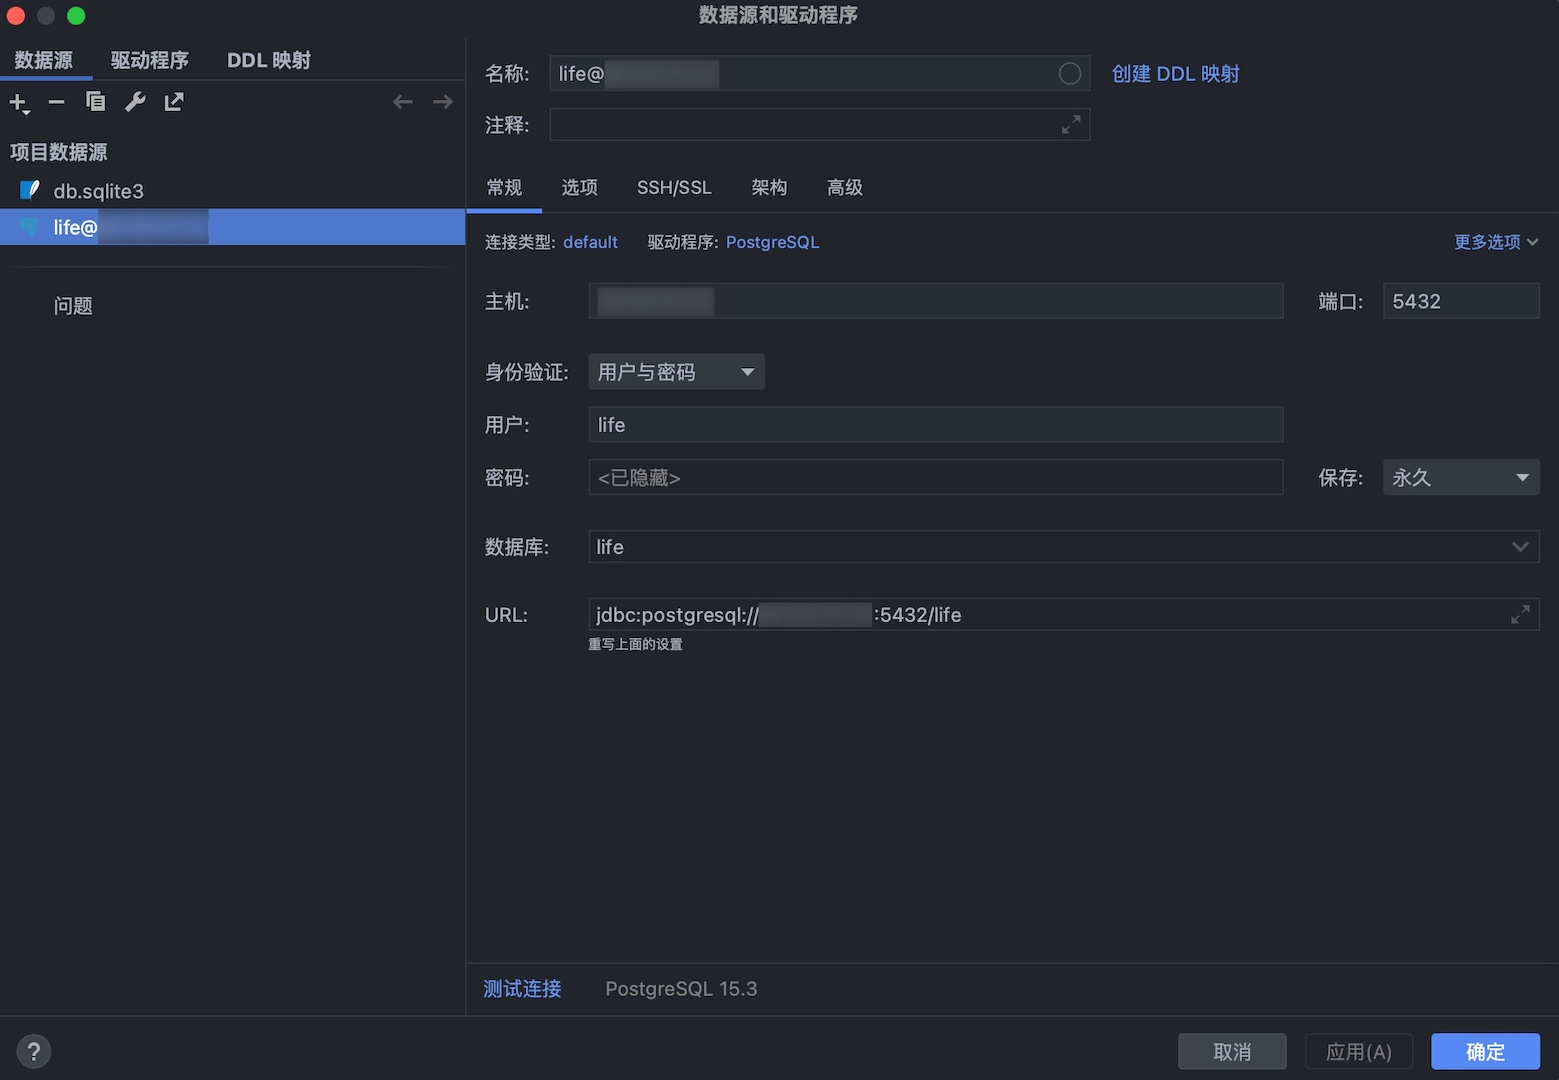 数据源和驱动程序
数据源 驱动程序 DDL 映射
项目数据源
db.sqlite3
life@
问题
名称: life@ 创建 DDL 映射
注释:
常规 选项 SSH/SSL 架构 高级
连接类型: default 驱动程序: PostgreSQL 更多选项
主机: 端口: 5432
身份验证: 用户与密码
用户: life
密码: <已隐藏> 保存: 永久
数据库: life
URL: jdbc:postgresql:// :5432/life
重写上面的设置
测试连接 PostgreSQL 15.3
? 取消 应用(A) 确定